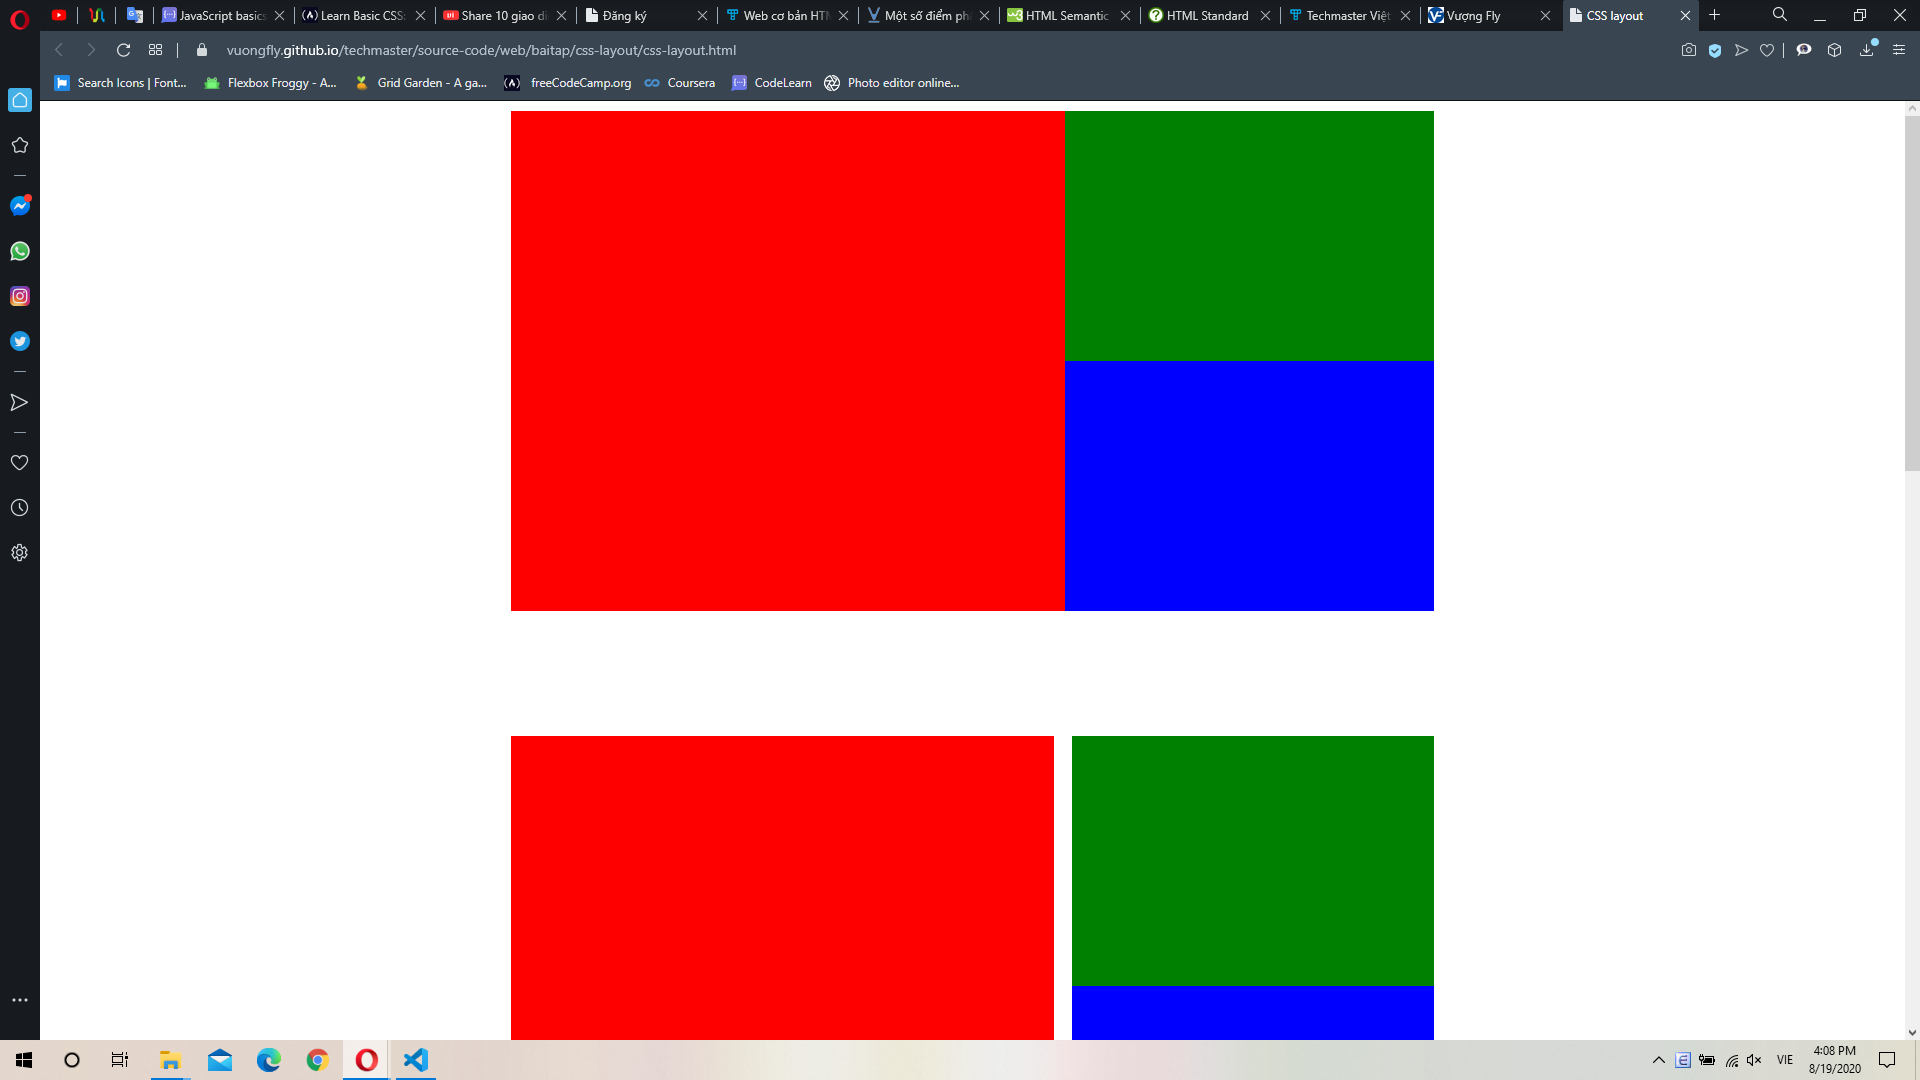 JavaScript basics
Learn Basic CSS:
Share 10 giao di
Đăng ký
Web cơ bản HTM
Một số điểm ph
HTML Semantic
HTML Standard
Techmaster Việt
Vượng Fly
CSS layout
vuongfly.github.io/techmaster/source-code/web/baitap/css-layout/css-layout.html
Search Icons | Font...
Flexbox Froggy - A...
Grid Garden - A ga...
freeCodeCamp.org
Coursera
CodeLearn
Photo editor online...
VIE
4:08 PM
8/19/2020